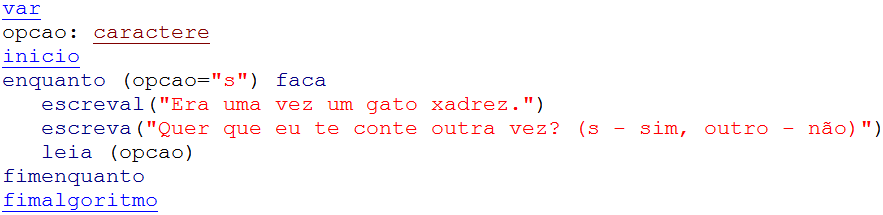 var
opcao: caractere
inicio
enquanto (opcao="s") faca
   escreval("Era uma vez um gato xadrez.")
   escreva("Quer que eu te conte outra vez? (s - sim, outro - não)")
   leia (opcao)
fimenquanto
fimalgoritmo